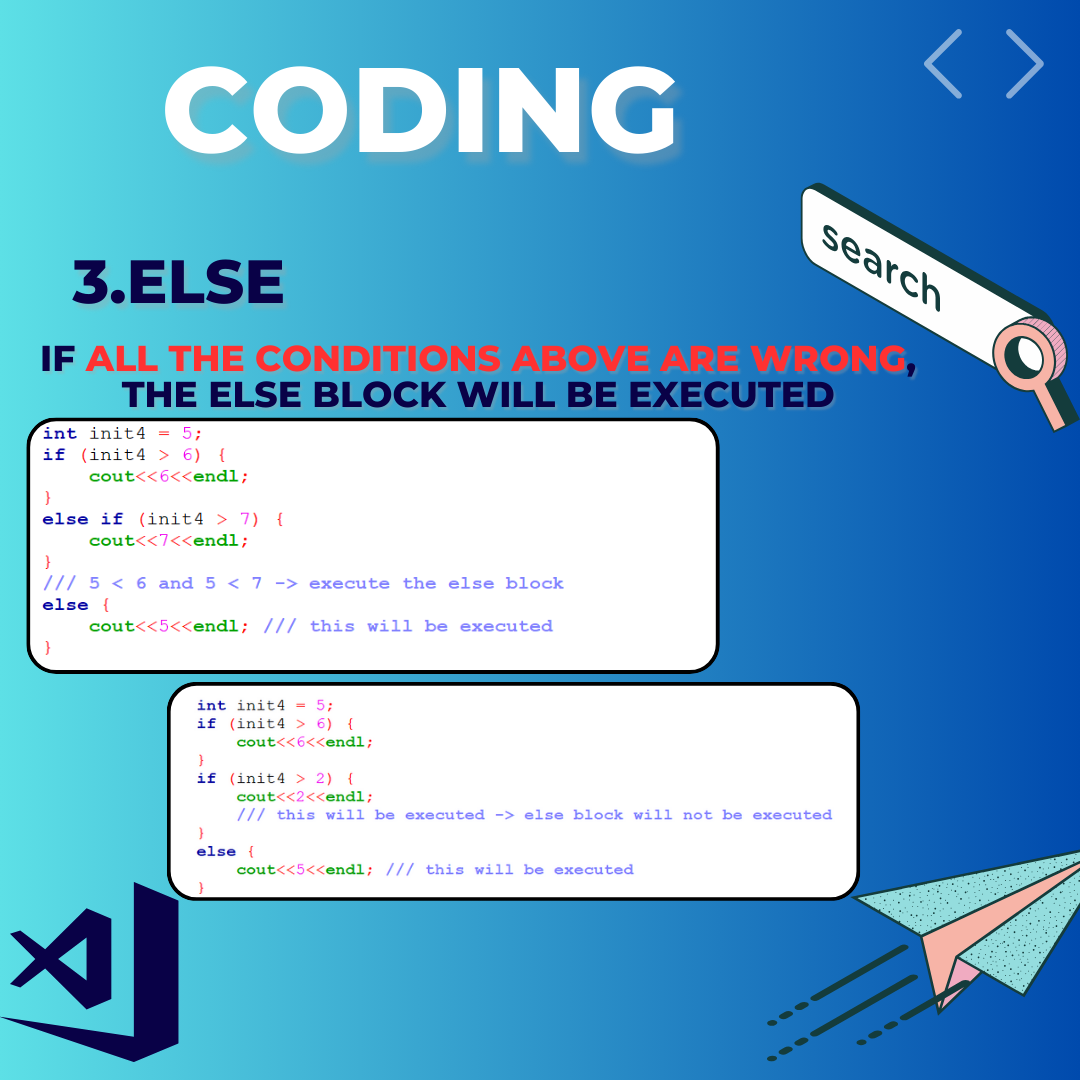 CODING
search
3.ELSE
IF ALL THE CONDITIONS ABOVE ARE WRONG,
THE ELSE BLOCK WILL BE EXECUTED
int init4 = 5;
if (init4 > 6) {
    cout<<6<<endl;
}
else if (init4 > 7) {
    cout<<7<<endl;
}
/// 5 < 6 and 5 < 7 -> execute the else block
else {
    cout<<5<<endl; /// this will be executed
}
int init4 = 5;
if (init4 > 6) {
    cout<<6<<endl;
}
if (init4 > 2) {
    cout<<2<<endl;
    /// this will be executed -> else block will not be executed
}
else {
    cout<<5<<endl; /// this will be executed
}